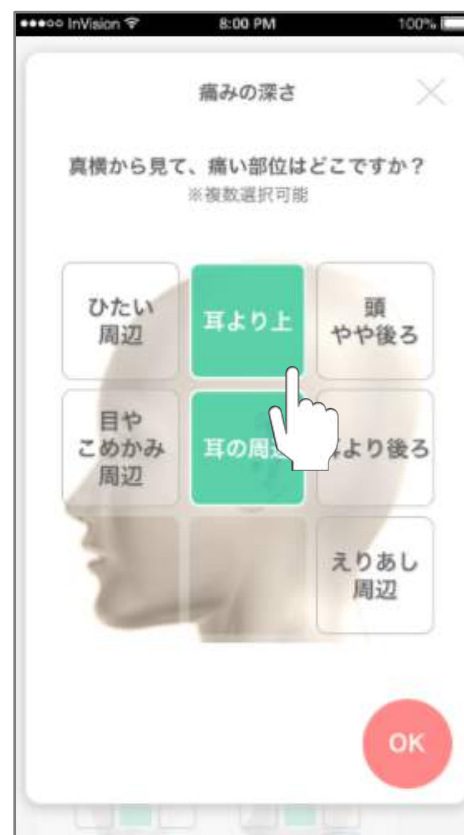 InVision 8:00 PM 100%
痛みの深さ
真横から見て、痛い部位はどこですか？
※複数選択可能
ひたい
周辺
耳より上
頭
やや後ろ
目や
こめかみ
周辺
耳の周
より後ろ
えりあし
周辺
OK